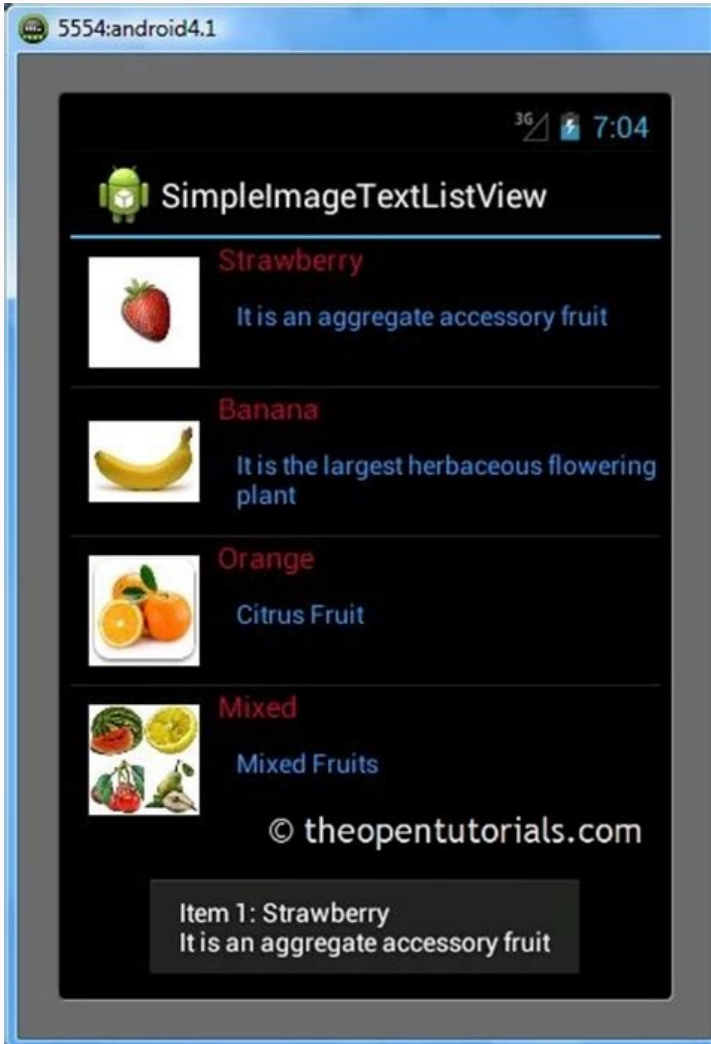 5554:android4.1
3G 7:04
SimpleImageTextListView
Strawberry
It is an aggregate accessory fruit
Banana
It is the largest herbaceous flowering
plant
Orange
Citrus Fruit
Mixed
Mixed Fruits
© theopentutorials.com
Item 1: Strawberry
It is an aggregate accessory fruit